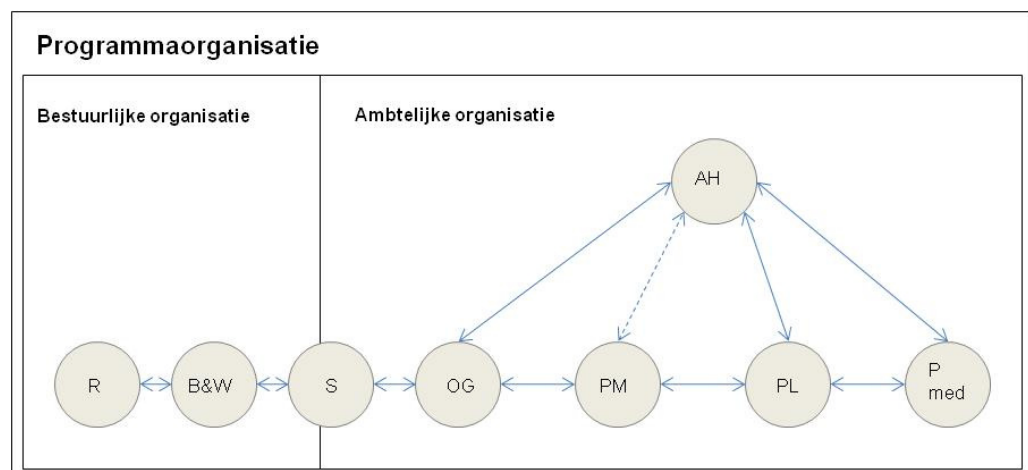 Programmaorganisatie
Bestuurlijke organisatie
Ambtelijke organisatie
AH
R
B&W
S
OG
PM
PL
P
med